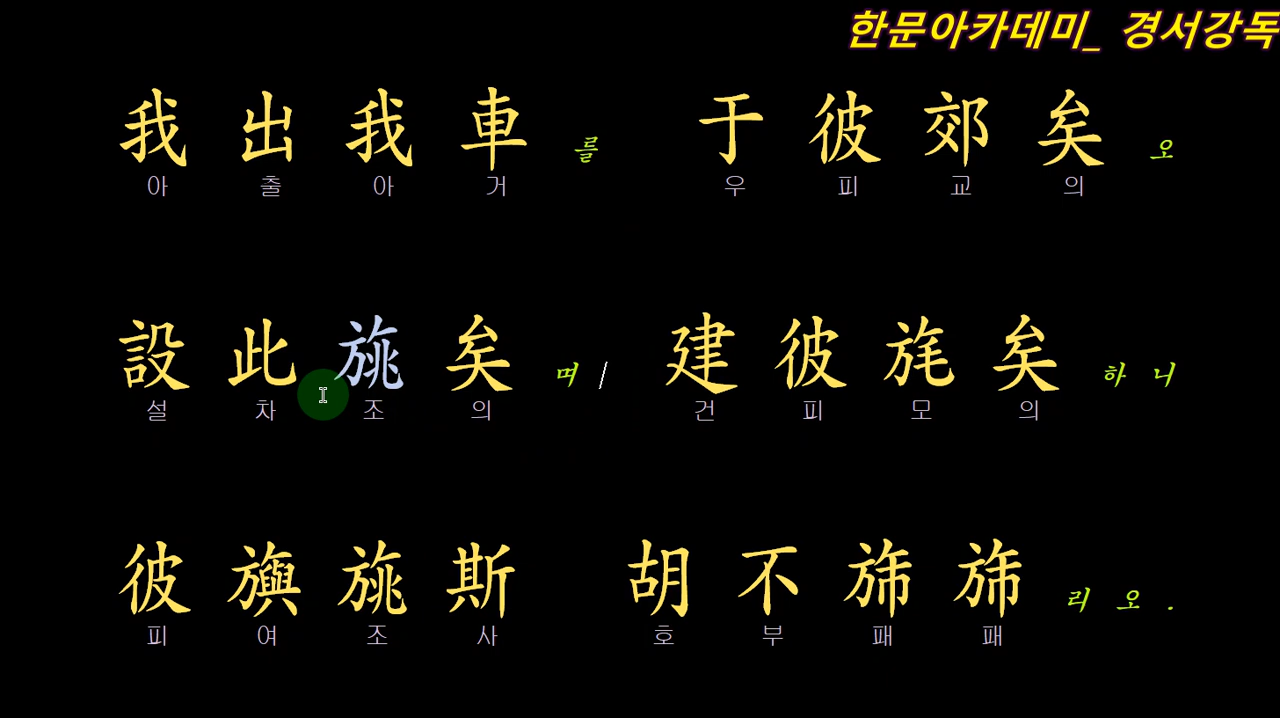 한문아카데미_ 경서강독
我 出 我 車 를 于 彼 郊 矣 오
아 출 아 거 우 피 교 의
設 此 旐 矣 며 / 建 彼 旄 矣 하 니
설 차 조 의 건 피 모 의
彼 旟 旐 斯 胡 不 旆 旆 리 오 .
피 여 조 사 호 부 패 패